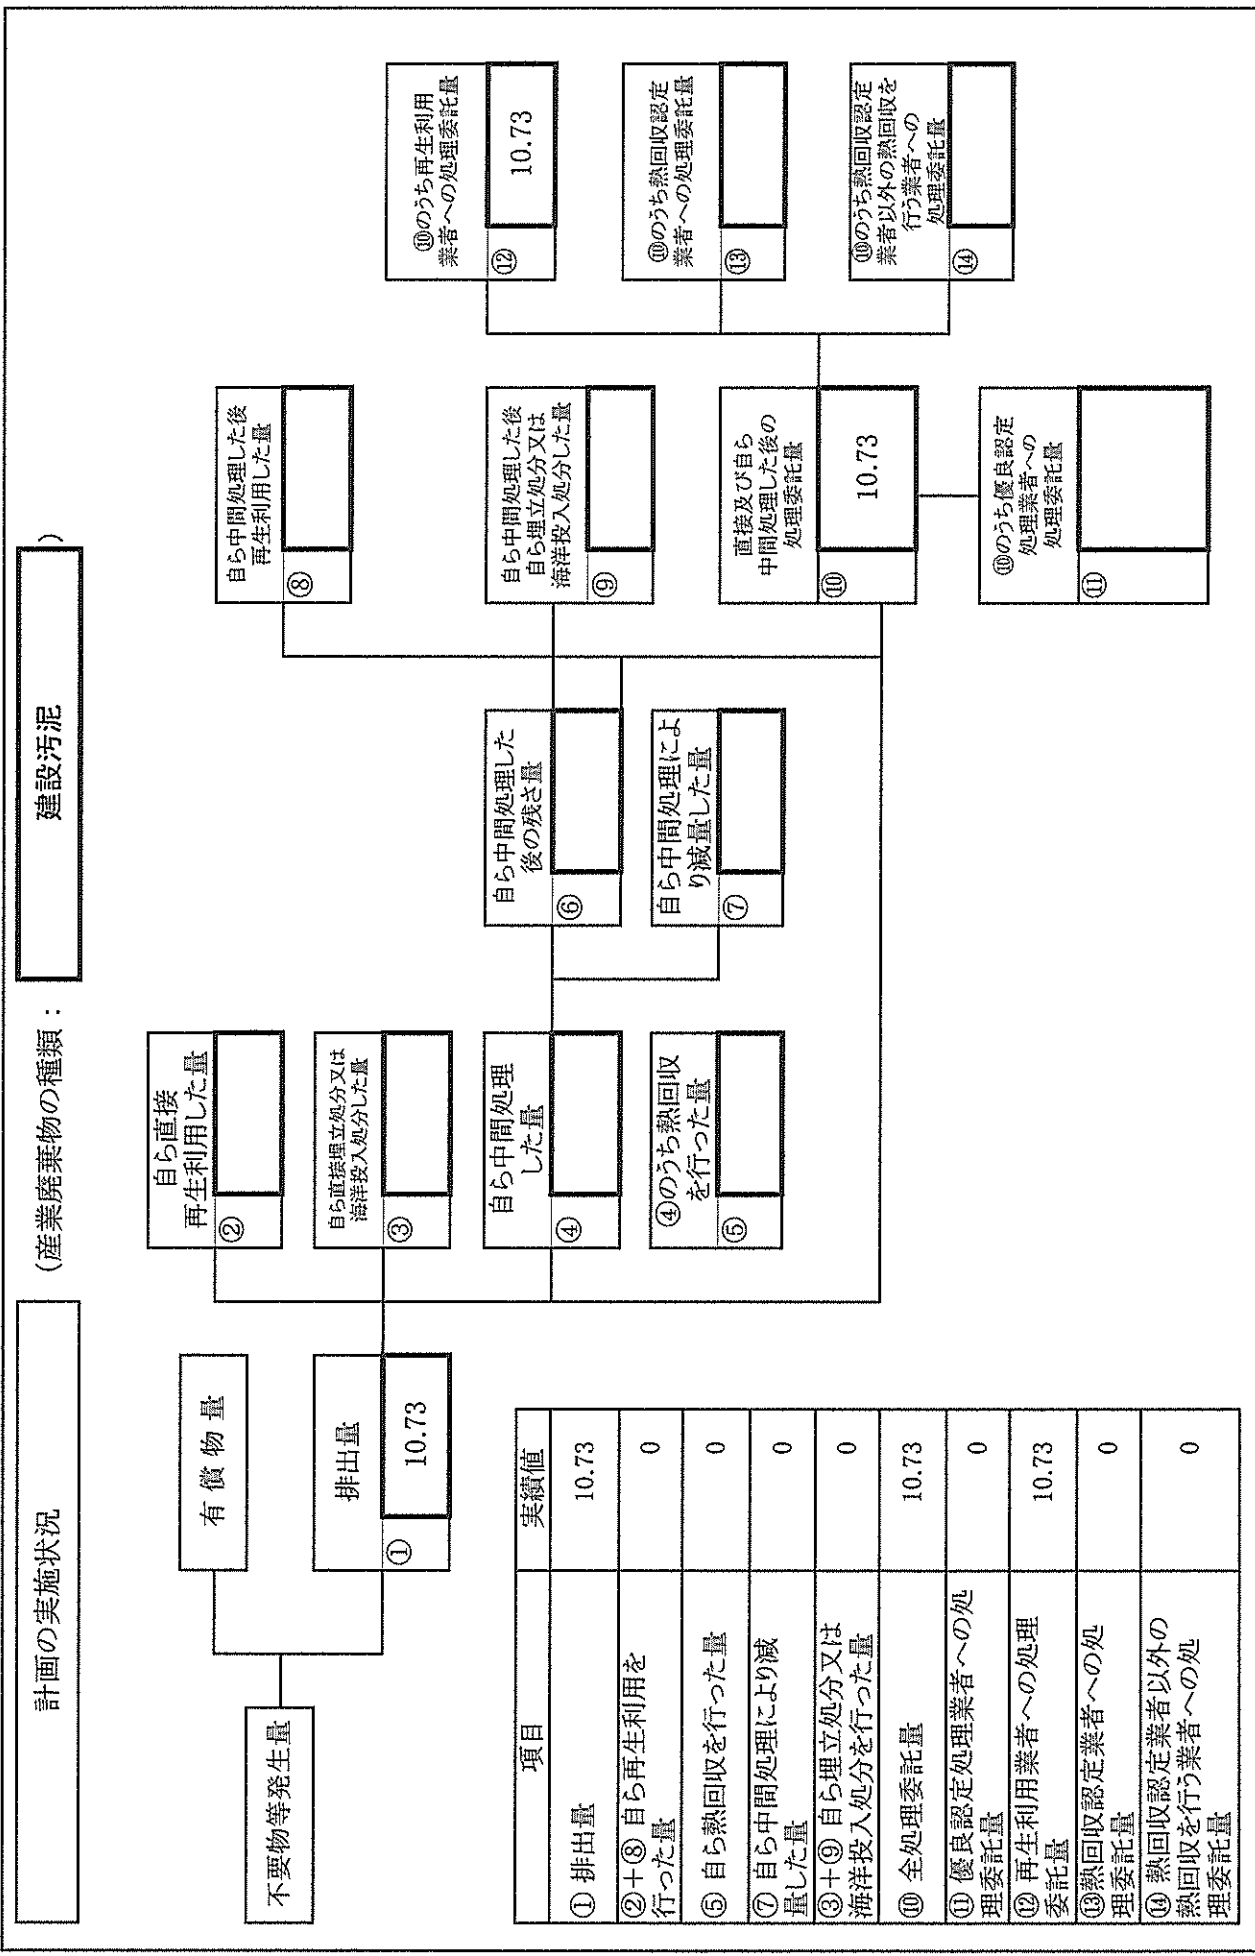 計画の実施状況
(産業廃棄物の種類：
建設汚泥
)
不要物等発生量
有 償 物 量
排出量
①
10.73
自ら直接
再生利用した量
②
自ら直接埋立処分又は
海洋投入処分した量
③
自ら中間処理
した量
④
④のうち熱回収
を行った量
⑤
自ら中間処理した
後の残さ量
⑥
自ら中間処理によ
り減量した量
⑦
自ら中間処理した後
再生利用した量
⑧
自ら中間処理した後
自ら埋立処分又は
海洋投入処分した量
⑨
直接及び自ら
中間処理した後の
処理委託量
⑩
10.73
⑩のうち優良認定
処理業者への
処理委託量
⑪
⑩のうち再生利用
業者への処理委託量
⑫
10.73
⑩のうち熱回収認定
業者への処理委託量
⑬
⑩のうち熱回収認定
業者以外の熱回収を
行う業者への
処理委託量
⑭
項目
実績値
① 排出量
10.73
②＋⑧ 自ら再生利用を
行った量
0
⑤ 自ら熱回収を行った量
0
⑦ 自ら中間処理により減
量した量
0
③＋⑨ 自ら埋立処分又は
海洋投入処分を行った量
0
⑩ 全処理委託量
10.73
⑪ 優良認定処理業者への処
理委託量
0
⑫ 再生利用業者への処理
委託量
10.73
⑬熱回収認定業者への処
理委託量
0
⑭ 熱回収認定業者以外の
熱回収を行う業者への処
理委託量
0